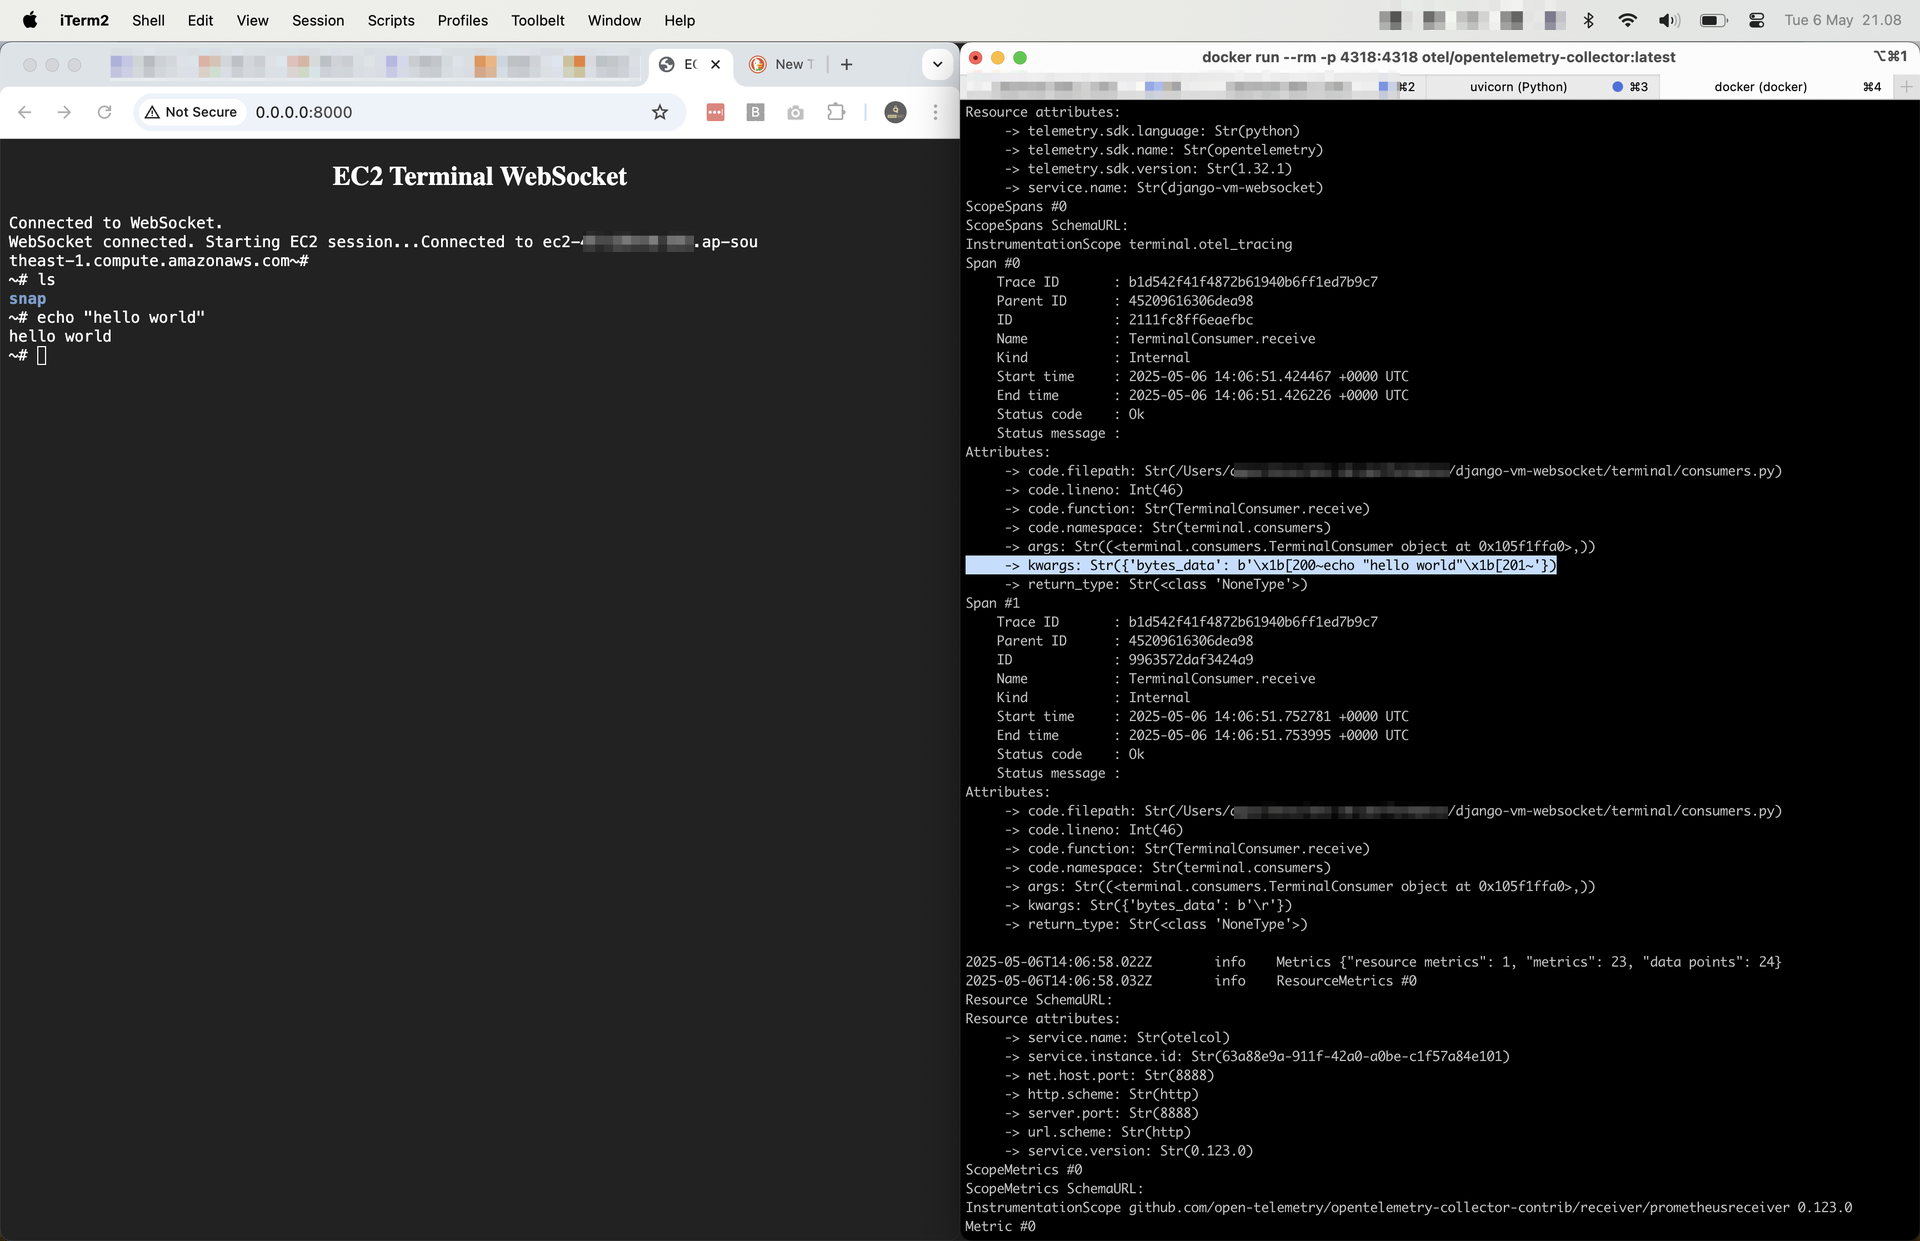 iTerm2 Shell Edit View Session Scripts Profiles Toolbelt Window Help Tue 6 May 21.08
New T
Not Secure 0.0.0.0:8000
EC2 Terminal WebSocket
Connected to WebSocket.
WebSocket connected. Starting EC2 session...Connected to ec2- .ap-sou
theast-1.compute.amazonaws.com~#
~# ls
snap
~# echo "hello world"
hello world
~#
docker run --rm -p 4318:4318 otel/opentelemetry-collector:latest ⌥⌘1
⌘2 uvicorn (Python) ⌘3 docker (docker) ⌘4
Resource attributes:
-> telemetry.sdk.language: Str(python)
-> telemetry.sdk.name: Str(opentelemetry)
-> telemetry.sdk.version: Str(1.32.1)
-> service.name: Str(django-vm-websocket)
ScopeSpans #0
ScopeSpans SchemaURL:
InstrumentationScope terminal.otel_tracing
Span #0
Trace ID : b1d542f41f4872b61940b6ff1ed7b9c7
Parent ID : 45209616306dea98
ID : 2111fc8ff6eaefbc
Name : TerminalConsumer.receive
Kind : Internal
Start time : 2025-05-06 14:06:51.424467 +0000 UTC
End time : 2025-05-06 14:06:51.426226 +0000 UTC
Status code : Ok
Status message :
Attributes:
-> code.filepath: Str(/Users/ /django-vm-websocket/terminal/consumers.py)
-> code.lineno: Int(46)
-> code.function: Str(TerminalConsumer.receive)
-> code.namespace: Str(terminal.consumers)
-> args: Str((<terminal.consumers.TerminalConsumer object at 0x105f1ffa0>,))
-> kwargs: Str({'bytes_data': b'\x1b[200~echo "hello world"\x1b[201~'})
-> return_type: Str(<class 'NoneType'>)
Span #1
Trace ID : b1d542f41f4872b61940b6ff1ed7b9c7
Parent ID : 45209616306dea98
ID : 9963572daf3424a9
Name : TerminalConsumer.receive
Kind : Internal
Start time : 2025-05-06 14:06:51.752781 +0000 UTC
End time : 2025-05-06 14:06:51.753995 +0000 UTC
Status code : Ok
Status message :
Attributes:
-> code.filepath: Str(/Users/ /django-vm-websocket/terminal/consumers.py)
-> code.lineno: Int(46)
-> code.function: Str(TerminalConsumer.receive)
-> code.namespace: Str(terminal.consumers)
-> args: Str((<terminal.consumers.TerminalConsumer object at 0x105f1ffa0>,))
-> kwargs: Str({'bytes_data': b'\r'})
-> return_type: Str(<class 'NoneType'>)
2025-05-06T14:06:58.022Z info Metrics {"resource metrics": 1, "metrics": 23, "data points": 24}
2025-05-06T14:06:58.032Z info ResourceMetrics #0
Resource SchemaURL:
Resource attributes:
-> service.name: Str(otelcol)
-> service.instance.id: Str(63a88e9a-911f-42a0-a0be-c1f57a84e101)
-> net.host.port: Str(8888)
-> http.scheme: Str(http)
-> server.port: Str(8888)
-> url.scheme: Str(http)
-> service.version: Str(0.123.0)
ScopeMetrics #0
ScopeMetrics SchemaURL:
InstrumentationScope github.com/open-telemetry/opentelemetry-collector-contrib/receiver/prometheusreceiver 0.123.0
Metric #0